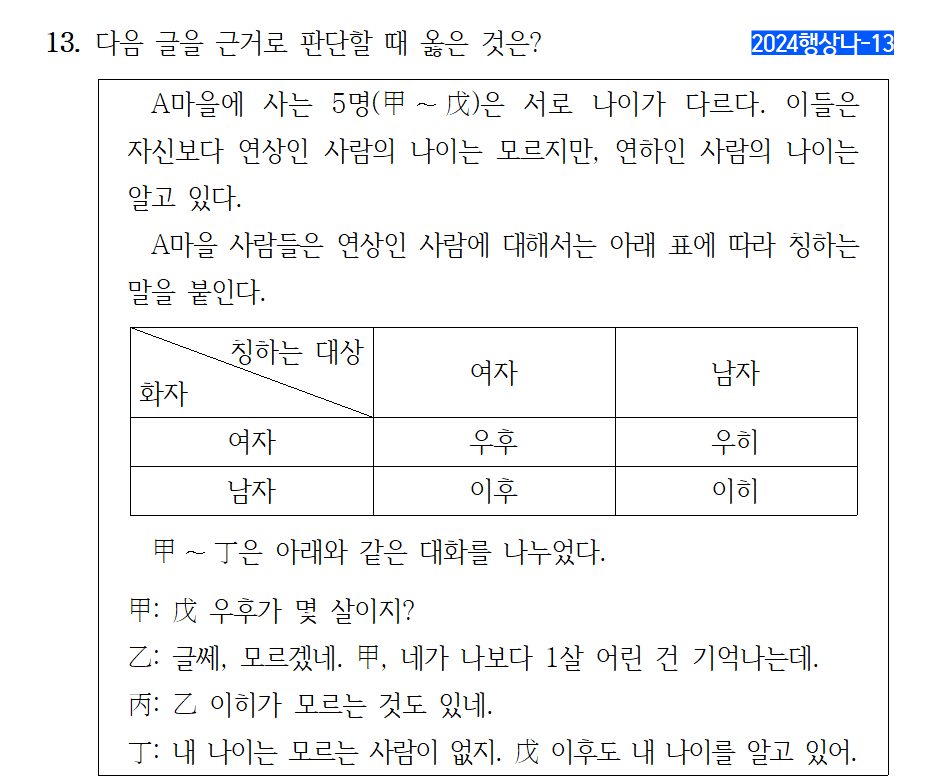 13. 다음 글을 근거로 판단할 때 옳은 것은?
2024행상나-13
A마을에 사는 5명(甲 ~ 戊)은 서로 나이가 다르다. 이들은
자신보다 연상인 사람의 나이는 모르지만, 연하인 사람의 나이는
알고 있다.
A마을 사람들은 연상인 사람에 대해서는 아래 표에 따라 칭하는
말을 붙인다.
칭하는 대상
화자
여자
남자
여자 우후 우히
남자 이후 이히
甲 ~ 丁은 아래와 같은 대화를 나누었다.
甲: 戊 우후가 몇 살이지?
乙: 글쎄, 모르겠네. 甲, 네가 나보다 1살 어린 건 기억나는데.
丙: 乙 이히가 모르는 것도 있네.
丁: 내 나이는 모르는 사람이 없지. 戊 이후도 내 나이를 알고 있어.